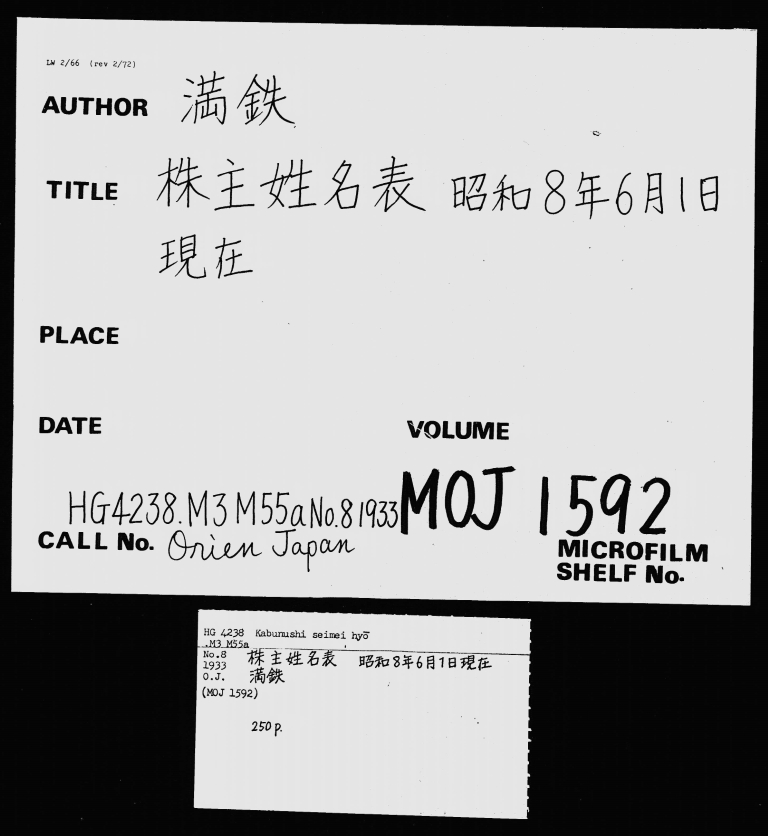 LW 2/66 (rev 2/72)
AUTHOR 満鉄
TITLE 株主姓名表 昭和8年6月1日
現在
PLACE
DATE
VOLUME
HG4238.M3 M55a No.8 1933 MOJ 1592
CALL No. Orien Japan
MICROFILM
SHELF No.
HG 4238 Kabunushi seimei hyō
.M3 M55a
No.8 株主姓名表 昭和8年6月1日現在
1933 満鉄
O.J.
(MOJ 1592)
250 p.